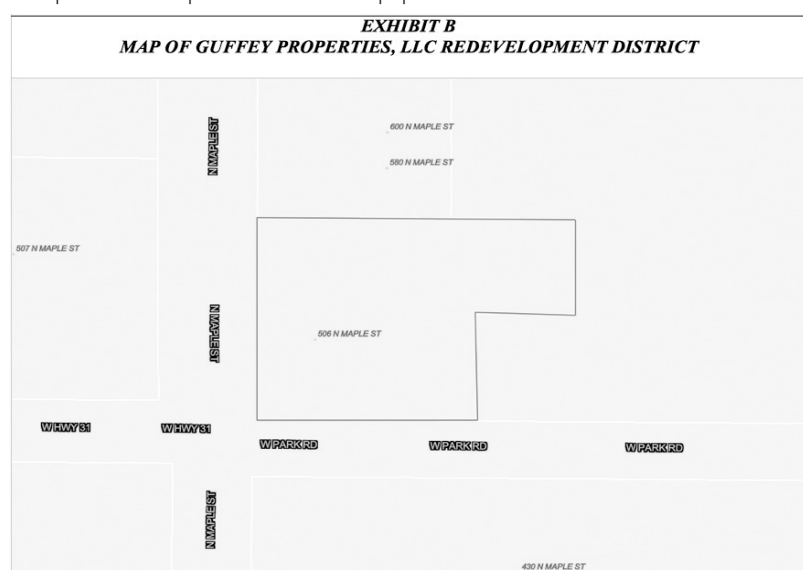 EXHIBIT B
MAP OF GUFFEY PROPERTIES, LLC REDEVELOPMENT DISTRICT
N MAPLE ST
600 N MAPLE ST
580 N MAPLE ST
507 N MAPLE ST
N MAPLE ST
506 N MAPLE ST
W HWY 31
W HWY 31
W PARK RD
W PARK RD
W PARK RD
N MAPLE ST
430 N MAPLE ST